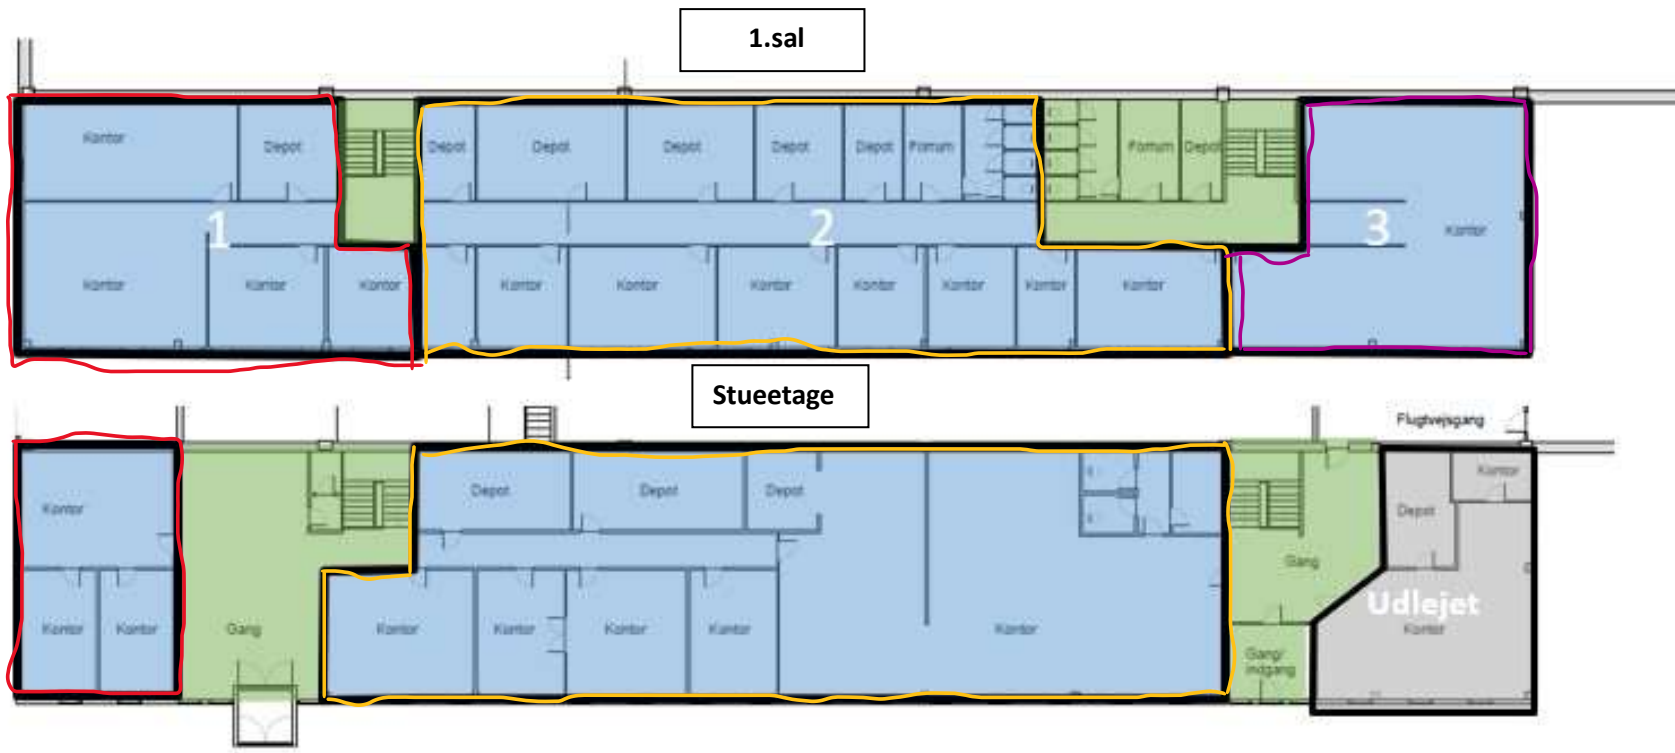 1.sal
Kontor Depot Depot Depot Depot Depot Depot Forrum Forrum Depot
1 2 3 Kontor
Kontor Kontor Kontor Kontor Kontor Kontor Kontor Kontor Kontor Kontor
Stueetage
Flugtvejsgang
Kontor Depot Depot Depot Depot Kontor
Gang
Udlejet
Kontor Kontor Gang Kontor Kontor Kontor Kontor Kontor Kontor
Gang/
Indgang